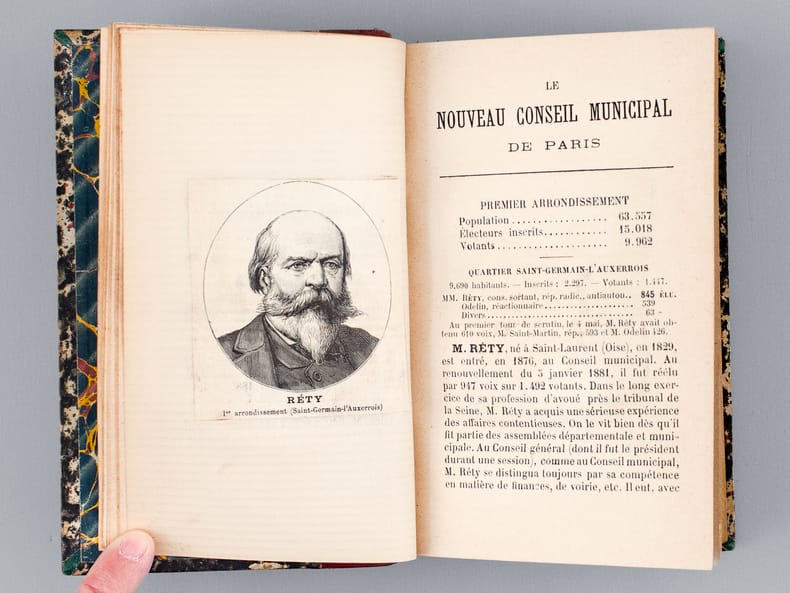 RÉTY
1er arrondissement (Saint-Germain-l'Auxerrois)
LE
NOUVEAU CONSEIL MUNICIPAL
DE PARIS
PREMIER ARRONDISSEMENT
Population .................. 63.557
Électeurs inscrits............ 15.018
Votants..................... 9.962
QUARTIER SAINT-GERMAIN-L'AUXERROIS
9.690 habitants. — Inscrits : 2.297. — Votants : 1.447.
MM. RÉTY, cons. sortant, rép. radic., antiauton.. 845 ÉLU.
Odelin, réactionnaire........................ 539
Divers................................... 63 -
Au premier tour de scrutin, le 4 mai, M. Réty avait ob-
tenu 610 voix, M. Saint-Martin, rép., 593 et M. Odelin 426.
M. RÉTY, né à Saint-Laurent (Oise), en 1829,
est entré, en 1876, au Conseil municipal. Au
renouvellement du 5 janvier 1881, il fut réélu
par 947 voix sur 1.492 votants. Dans le long exer-
cice de sa profession d'avoué près le tribunal de
la Seine, M. Réty a acquis une sérieuse expérience
des affaires contentieuses. On le vit bien dès qu'il
fit partie des assemblées départementale et muni-
cipale. Au Conseil général (dont il fut le président
durant une session), comme au Conseil municipal,
M. Réty se distingua toujours par sa compétence
en matière de finances, de voirie, etc. Il eut, avec